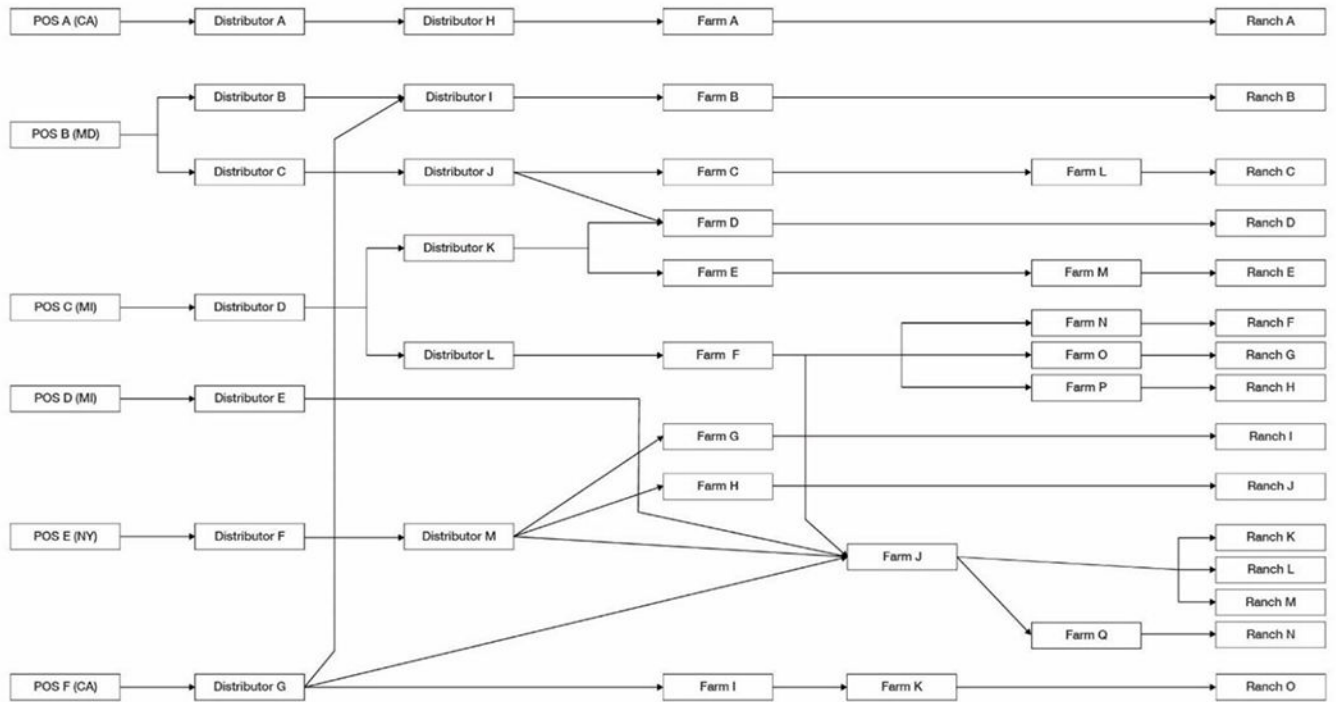 POS A (CA) Distributor A Distributor H Farm A Ranch A
Distributor B Distributor I Farm B Ranch B
POS B (MD)
Distributor C Distributor J Farm C Farm L Ranch C
Farm D Ranch D
Distributor K
Farm E Farm M Ranch E
POS C (MI) Distributor D
Farm N Ranch F
Distributor L Farm F Farm O Ranch G
Farm P Ranch H
POS D (MI) Distributor E
Farm G Ranch I
Farm H Ranch J
POS E (NY) Distributor F Distributor M Ranch K
Farm J
Ranch L
Ranch M
Farm Q Ranch N
POS F (CA) Distributor G Farm I Farm K Ranch O